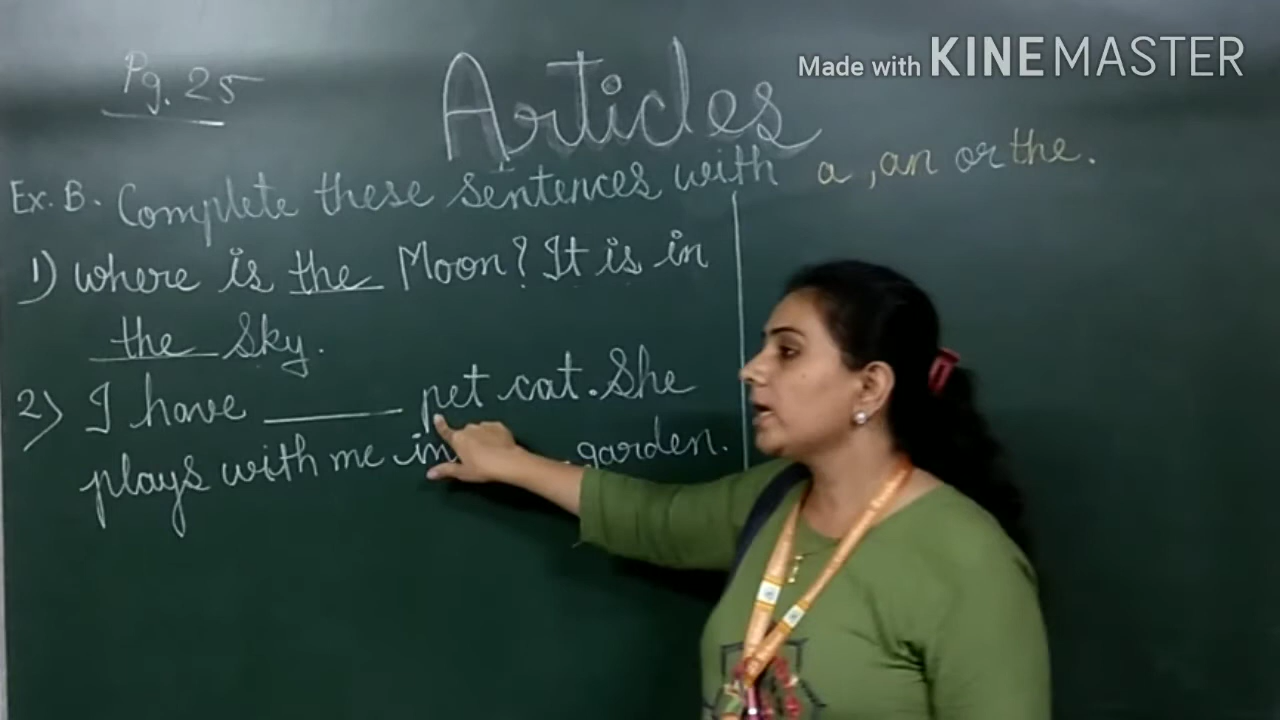 Made with KINEMASTER
Pg. 25
Articles
Ex. B. Complete these sentences with a, an or the.
1) where is the Moon? It is in
the Sky.
2) I have ______ pet cat. She
plays with me in garden.